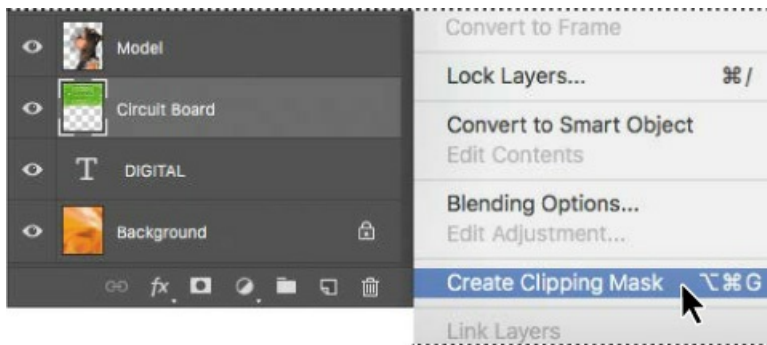 Model
Circuit Board
T DIGITAL
Background
fx
Convert to Frame
Lock Layers... ⌘/
Convert to Smart Object
Edit Contents
Blending Options...
Edit Adjustment...
Create Clipping Mask ⌥⌘G
Link Layers